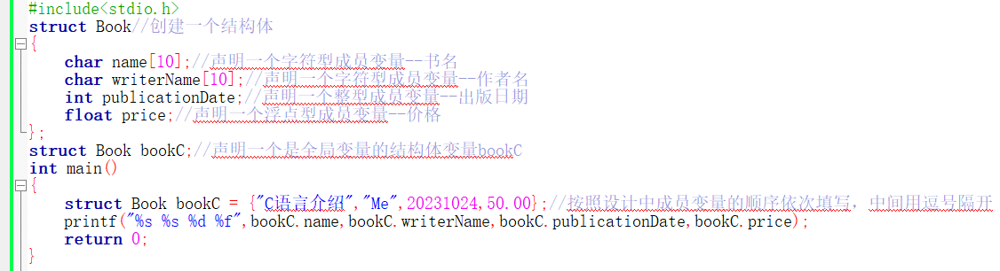 #include<stdio.h>
struct Book//创建一个结构体
{
    char name[10];//声明一个字符型成员变量--书名
    char writerName[10];//声明一个字符型成员变量--作者名
    int publicationDate;//声明一个整型成员变量--出版日期
    float price;//声明一个浮点型成员变量--价格
};
struct Book bookC;//声明一个是全局变量的结构体变量bookC
int main()
{
    struct Book bookC = {"C语言介绍","Me",20231024,50.00};//按照设计中成员变量的顺序依次填写，中间用逗号隔开
    printf("%s %s %d %f",bookC.name,bookC.writerName,bookC.publicationDate,bookC.price);
    return 0;
}